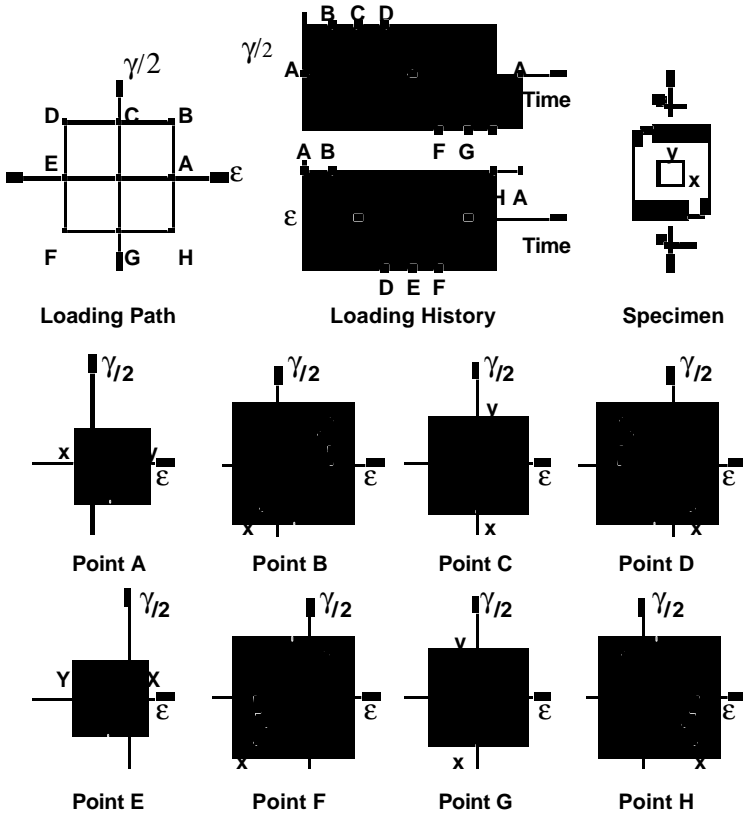 γ/2
D C B
E A ε
F G H
Loading Path
B C D
γ/2 A A
Time
F G
A B
H A
ε
Time
D E F
Loading History
y
x
Specimen
γ/2
x y
ε
Point A
γ/2
ε
x
Point B
γ/2
y
ε
x
Point C
γ/2
ε
x
Point D
γ/2
Y X
ε
Point E
γ/2
ε
x
Point F
γ/2
y
ε
x
Point G
γ/2
ε
x
Point H